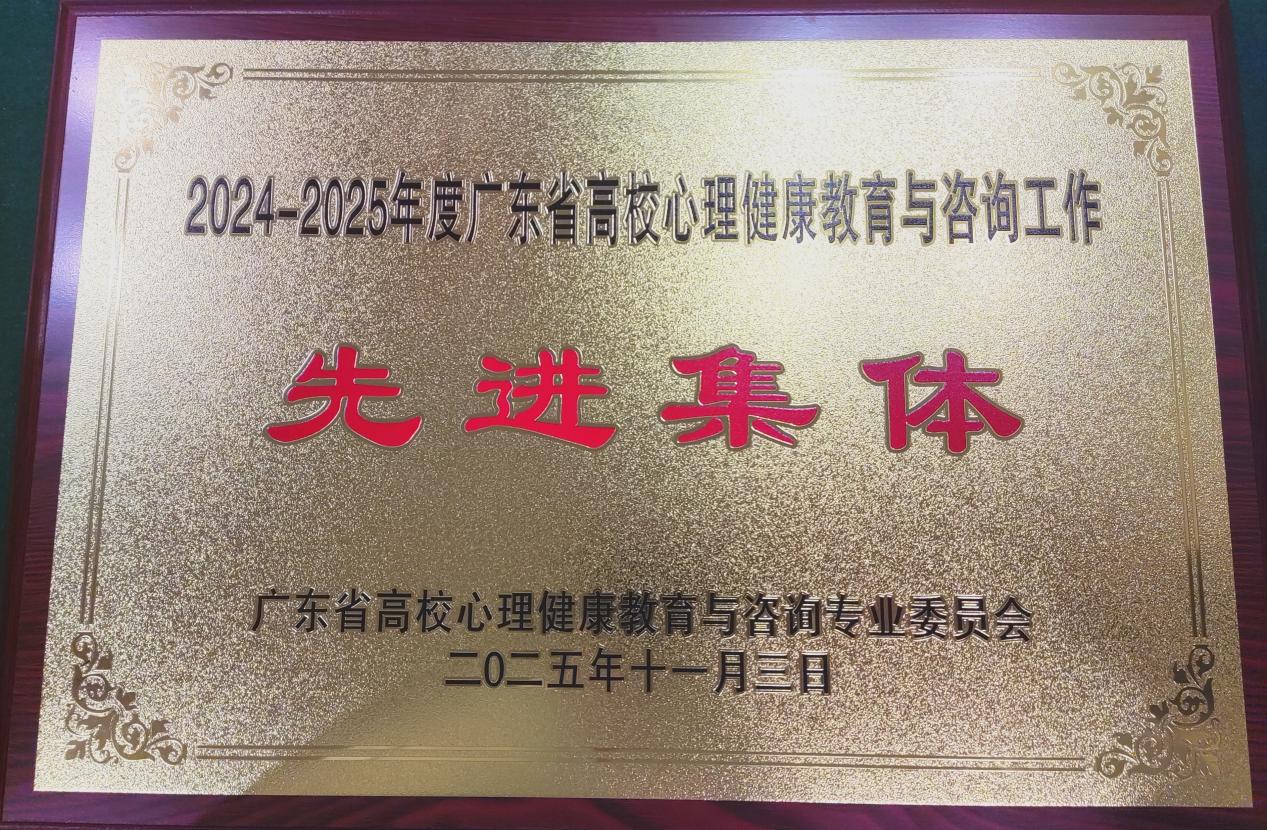 2024-2025年度广东省高校心理健康教育与咨询工作
先进集体
广东省高校心理健康教育与咨询专业委员会
二〇二五年十一月三日